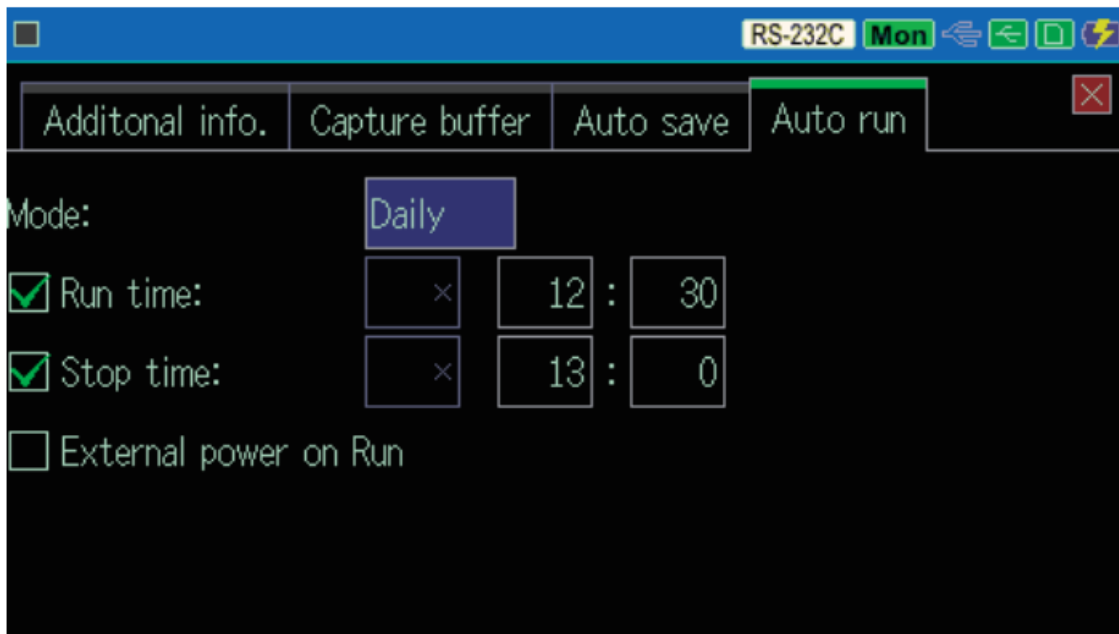 RS-232C Mon
Additonal info. Capture buffer Auto save Auto run
Mode: Daily
Run time: × 12 : 30
Stop time: × 13 : 0
External power on Run